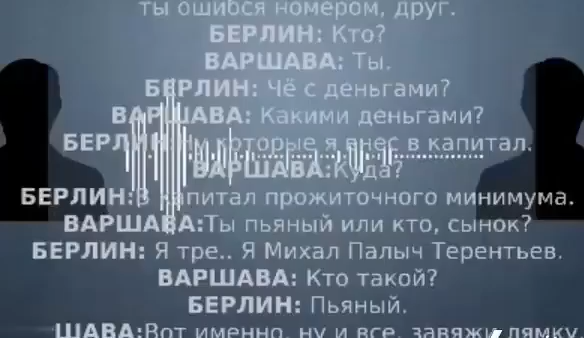 ты ошибся номером, друг.
БЕРЛИН: Кто?
ВАРШАВА: Ты.
БЕРЛИН: Чё с деньгами?
ВАРШАВА: Какими деньгами?
БЕРЛИН: Ну которые я внес в капитал.
ВАРШАВА:Куда?
БЕРЛИН:В капитал прожиточного минимума.
ВАРШАВА:Ты пьяный или кто, сынок?
БЕРЛИН: Я тре.. Я Михал Палыч Терентьев.
ВАРШАВА: Кто такой?
БЕРЛИН: Пьяный.
ШАВА:Вот именно, ну и все, завяжи лямку